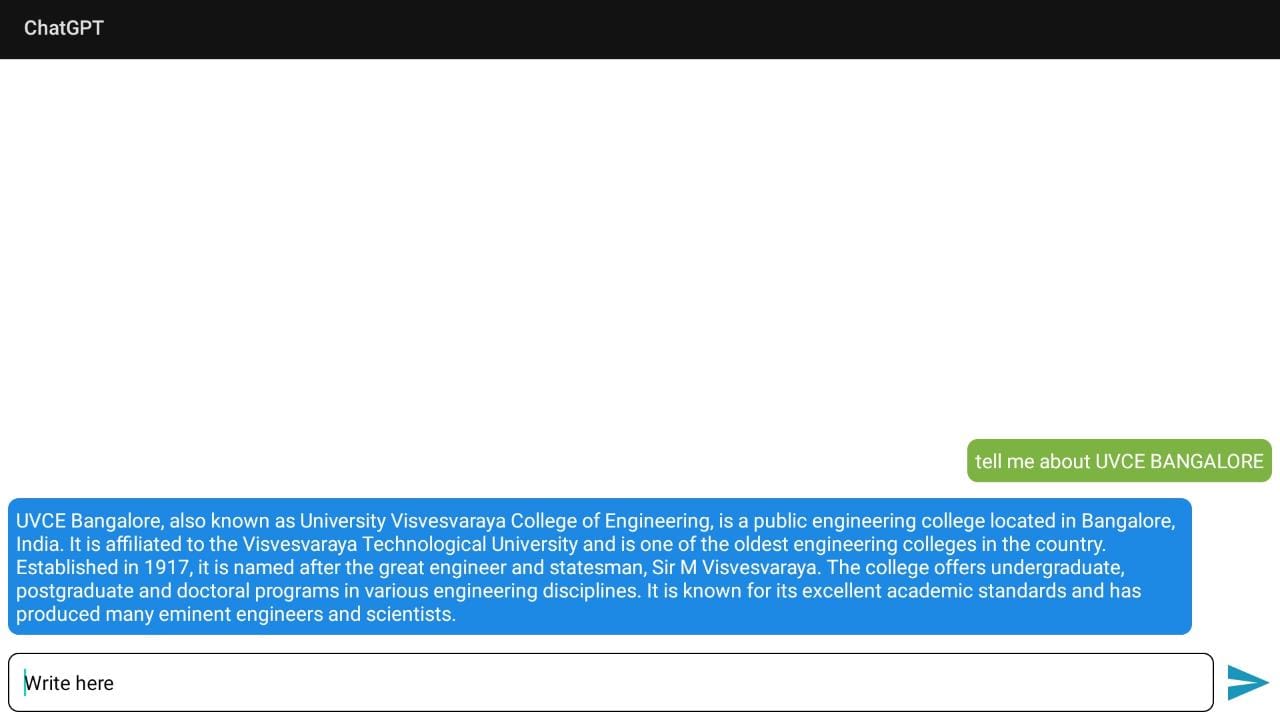 ChatGPT
tell me about UVCE BANGALORE
UVCE Bangalore, also known as University Visvesvaraya College of Engineering, is a public engineering college located in Bangalore,
India. It is affiliated to the Visvesvaraya Technological University and is one of the oldest engineering colleges in the country.
Established in 1917, it is named after the great engineer and statesman, Sir M Visvesvaraya. The college offers undergraduate,
postgraduate and doctoral programs in various engineering disciplines. It is known for its excellent academic standards and has
produced many eminent engineers and scientists.
Write here